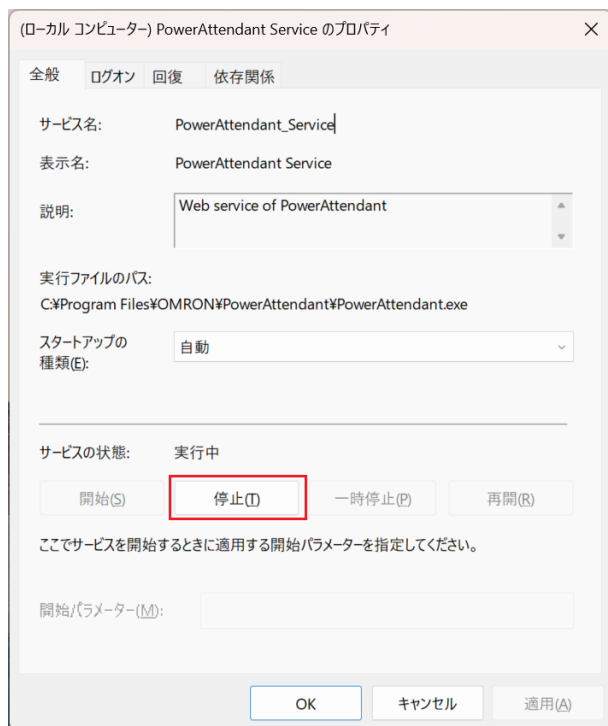 (ローカル コンピューター) PowerAttendant Service のプロパティ
全般 ログオン 回復 依存関係
サービス名: PowerAttendant_Service
表示名: PowerAttendant Service
説明: Web service of PowerAttendant
実行ファイルのパス:
C:¥Program Files¥OMRON¥PowerAttendant¥PowerAttendant.exe
スタートアップの
種類(E): 自動
サービスの状態: 実行中
開始(S) 停止(T) 一時停止(P) 再開(R)
ここでサービスを開始するときに適用する開始パラメーターを指定してください。
開始パラメーター(M):
OK キャンセル 適用(A)